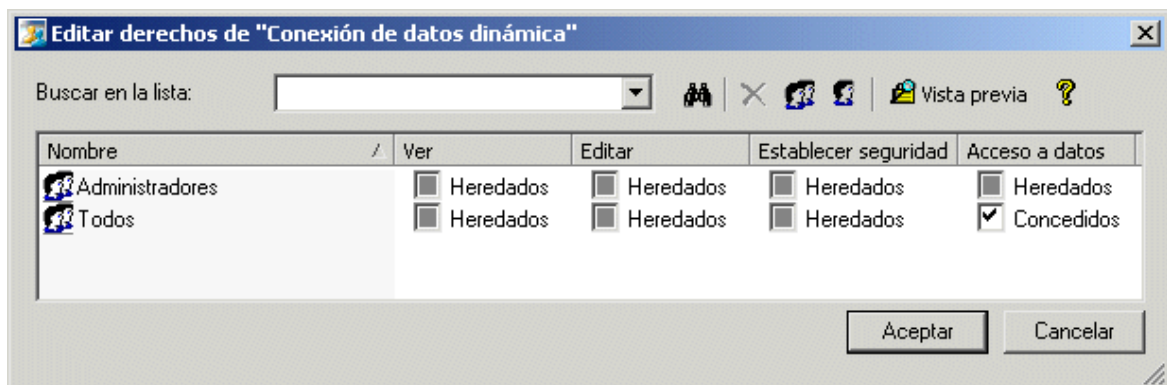 Editar derechos de "Conexión de datos dinámica"
Buscar en la lista: Vista previa
Nombre Ver Editar Establecer seguridad Acceso a datos
Administradores Heredados Heredados Heredados Heredados
Todos Heredados Heredados Heredados Concedidos
Aceptar Cancelar